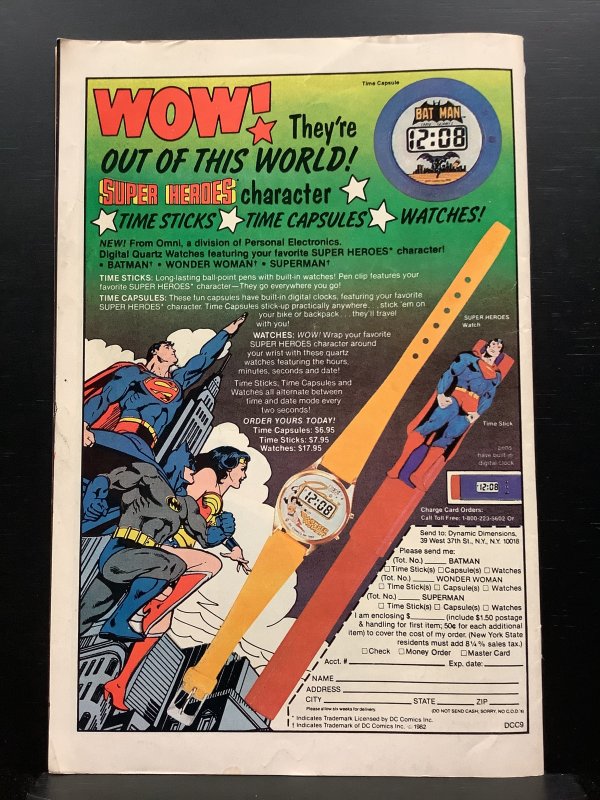 WOW! They're
OUT OF THIS WORLD!
SUPER HEROES character
TIME STICKS TIME CAPSULES WATCHES!
Time Capsule
BATMAN
12:08
NEW! From Omni, a division of Personal Electronics.
Digital Quartz Watches featuring your favorite SUPER HEROES* character!
• BATMAN† • WONDER WOMAN† • SUPERMAN†
TIME STICKS: Long-lasting ball-point pens with built-in watches! Pen clip features your
favorite SUPER HEROES* character—They go everywhere you go!
TIME CAPSULES: These fun capsules have built-in digital clocks, featuring your favorite
SUPER HEROES* character. Time Capsules stick-up practically anywhere... stick 'em on
your bike or backpack... they'll travel
with you!
WATCHES: WOW! Wrap your favorite
SUPER HEROES character around
your wrist with these quartz
watches featuring the hours,
minutes, seconds and date!
Time Sticks, Time Capsules and
Watches all alternate between
time and date mode every
two seconds!
ORDER YOURS TODAY!
Time Capsules: $6.95
Time Sticks: $7.95
Watches: $17.95
SUPER HEROES
Watch
12:08
Time Stick
pens
have built-in
digital clock
12:08
Charge Card Orders:
Call Toll Free: 1-800-223-5602 Or
Send to: Dynamic Dimensions,
39 West 37th St., N.Y., N.Y. 10018
Please send me:
(Tot. No.) _____ BATMAN
☐ Time Stick(s) ☐ Capsule(s) ☐ Watches
(Tot. No.) _____ WONDER WOMAN
☐ Time Stick(s) ☐ Capsule(s) ☐ Watches
(Tot. No.) _____ SUPERMAN
☐ Time Stick(s) ☐ Capsule(s) ☐ Watches
I am enclosing $_______ (include $1.50 postage
& handling for first item; 50¢ for each additional
item) to cover the cost of my order. (New York State
residents must add 8¼% sales tax.)
☐ Check ☐ Money Order ☐ Master Card
Acct. # _______ Exp. date: _______
NAME
ADDRESS
CITY STATE ZIP
Please allow six weeks for delivery. (DO NOT SEND CASH, SORRY, NO C.O.D.'s)
* Indicates Trademark Licensed by DC Comics Inc.
† Indicates Trademark of DC Comics Inc. © 1982 DCC9